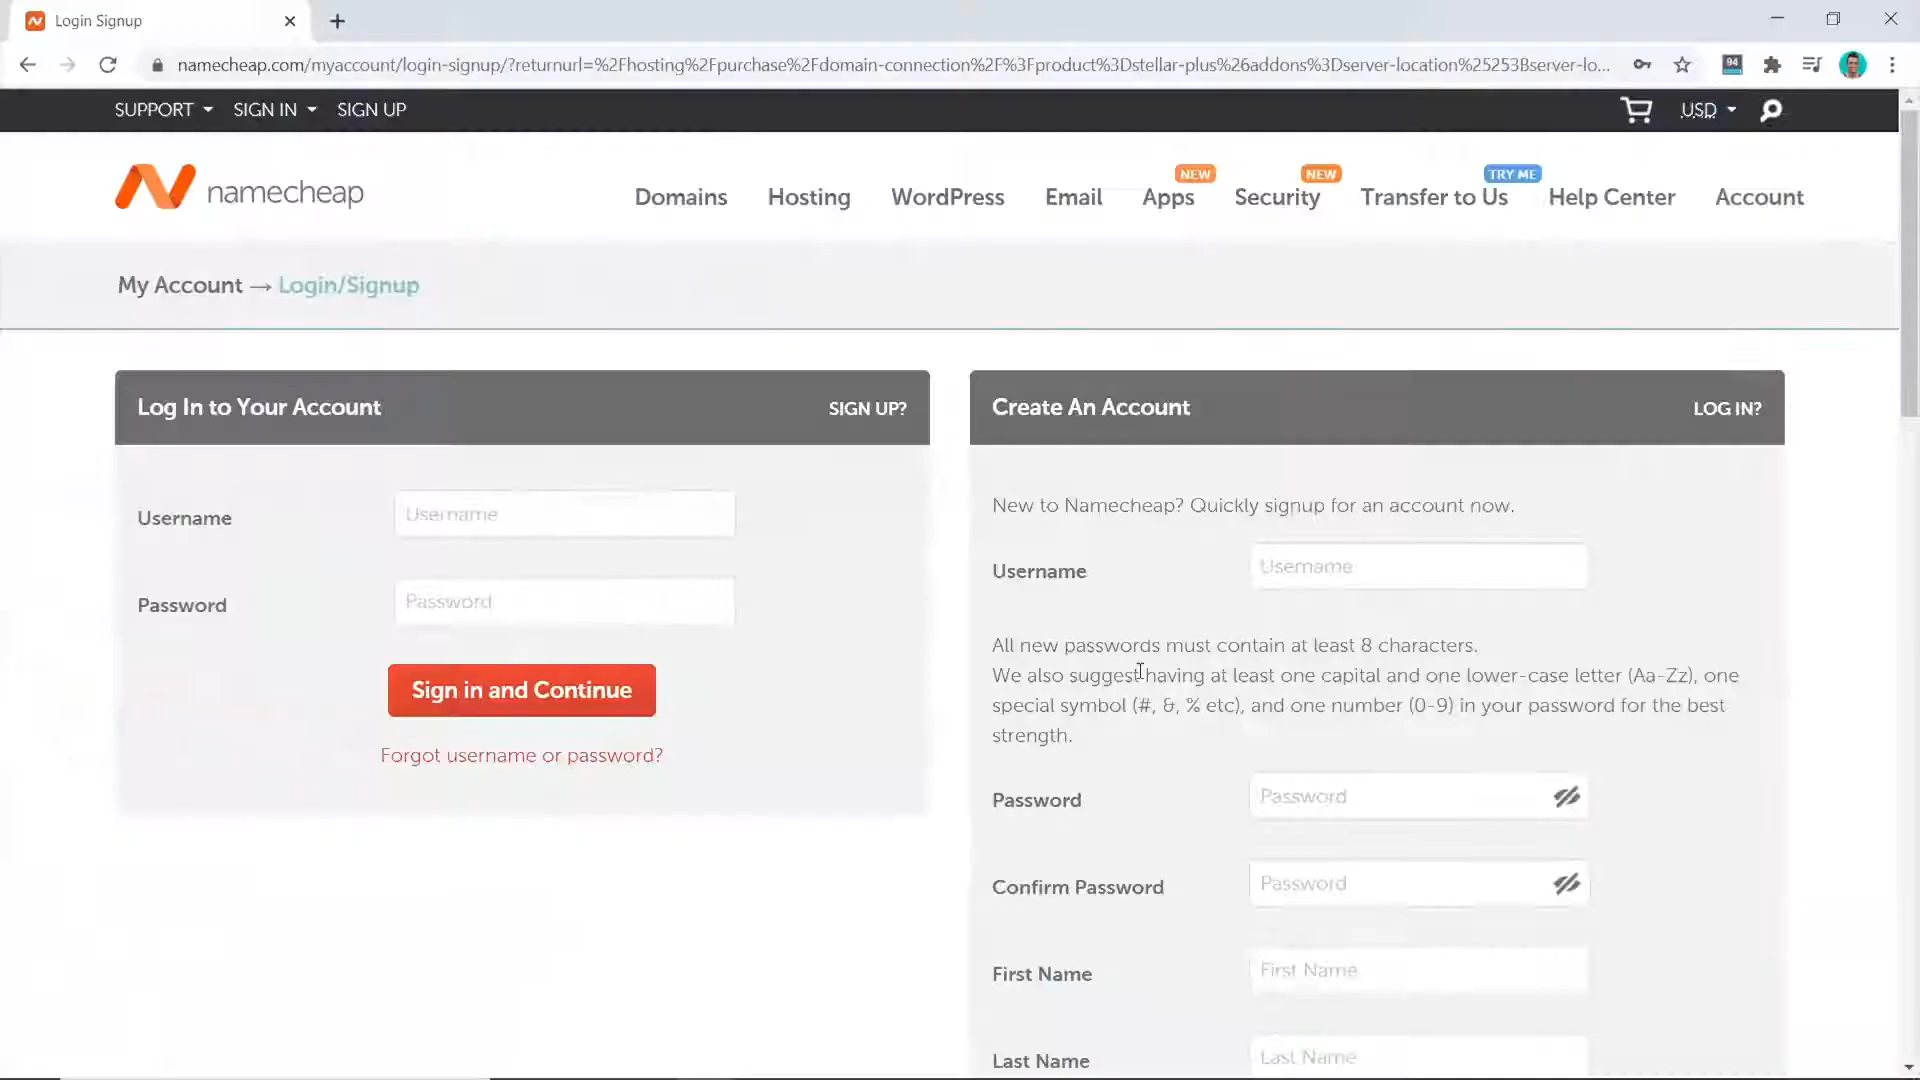 Login Signup
namecheap.com/myaccount/login-signup/?returnurl=%2Fhosting%2Fpurchase%2Fdomain-connection%2F%3Fproduct%3Dstellar-plus%26addons%3Dserver-location%25253Bserver-lo...
94
SUPPORT SIGN IN SIGN UP USD
namecheap
NEW NEW TRY ME
Domains Hosting WordPress Email Apps Security Transfer to Us Help Center Account
My Account → Login/Signup
Log In to Your Account SIGN UP?
Username Username
Password Password
Sign in and Continue
Forgot username or password?
Create An Account LOG IN?
New to Namecheap? Quickly signup for an account now.
Username Username
All new passwords must contain at least 8 characters.
We also suggest having at least one capital and one lower-case letter (Aa-Zz), one
special symbol (#, &, % etc), and one number (0-9) in your password for the best
strength.
Password Password
Confirm Password Password
First Name First Name
Last Name Last Name